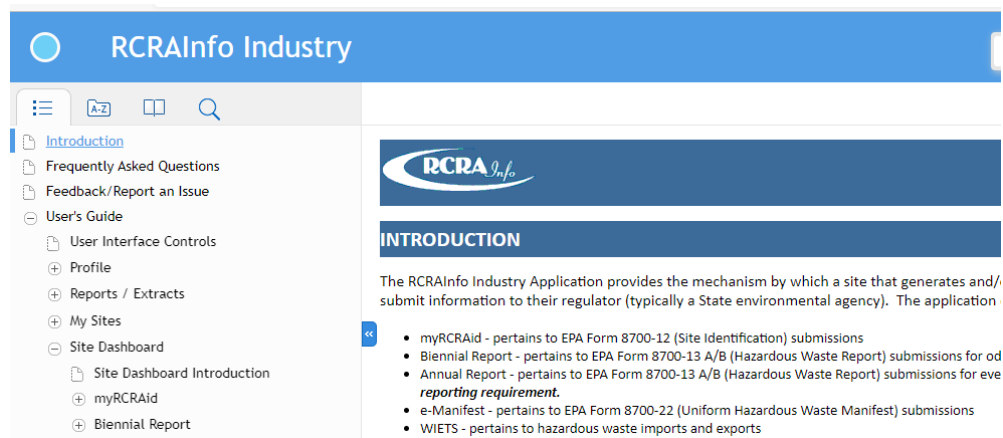 RCRAInfo Industry
A-Z
Introduction
Frequently Asked Questions
Feedback/Report an Issue
User's Guide
User Interface Controls
Profile
Reports / Extracts
My Sites
Site Dashboard
Site Dashboard Introduction
myRCRAid
Biennial Report
RCRAInfo
INTRODUCTION
The RCRAInfo Industry Application provides the mechanism by which a site that generates and/
submit information to their regulator (typically a State environmental agency). The application
myRCRAid - pertains to EPA Form 8700-12 (Site Identification) submissions
Biennial Report - pertains to EPA Form 8700-13 A/B (Hazardous Waste Report) submissions for od
Annual Report - pertains to EPA Form 8700-13 A/B (Hazardous Waste Report) submissions for eve
reporting requirement.
e-Manifest - pertains to EPA Form 8700-22 (Uniform Hazardous Waste Manifest) submissions
WIETS - pertains to hazardous waste imports and exports